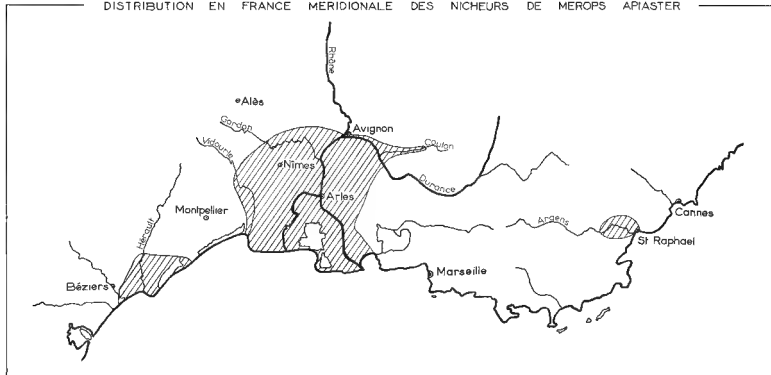 DISTRIBUTION EN FRANCE MERIDIONALE DES NICHEURS DE MEROPS APIASTER
Rhône
Alès
Gardon
Avignon
Vidourle
Coulon
Nîmes
Durance
Arles
Montpellier
Hérault
Argens
Cannes
St Raphael
Béziers
Marseille